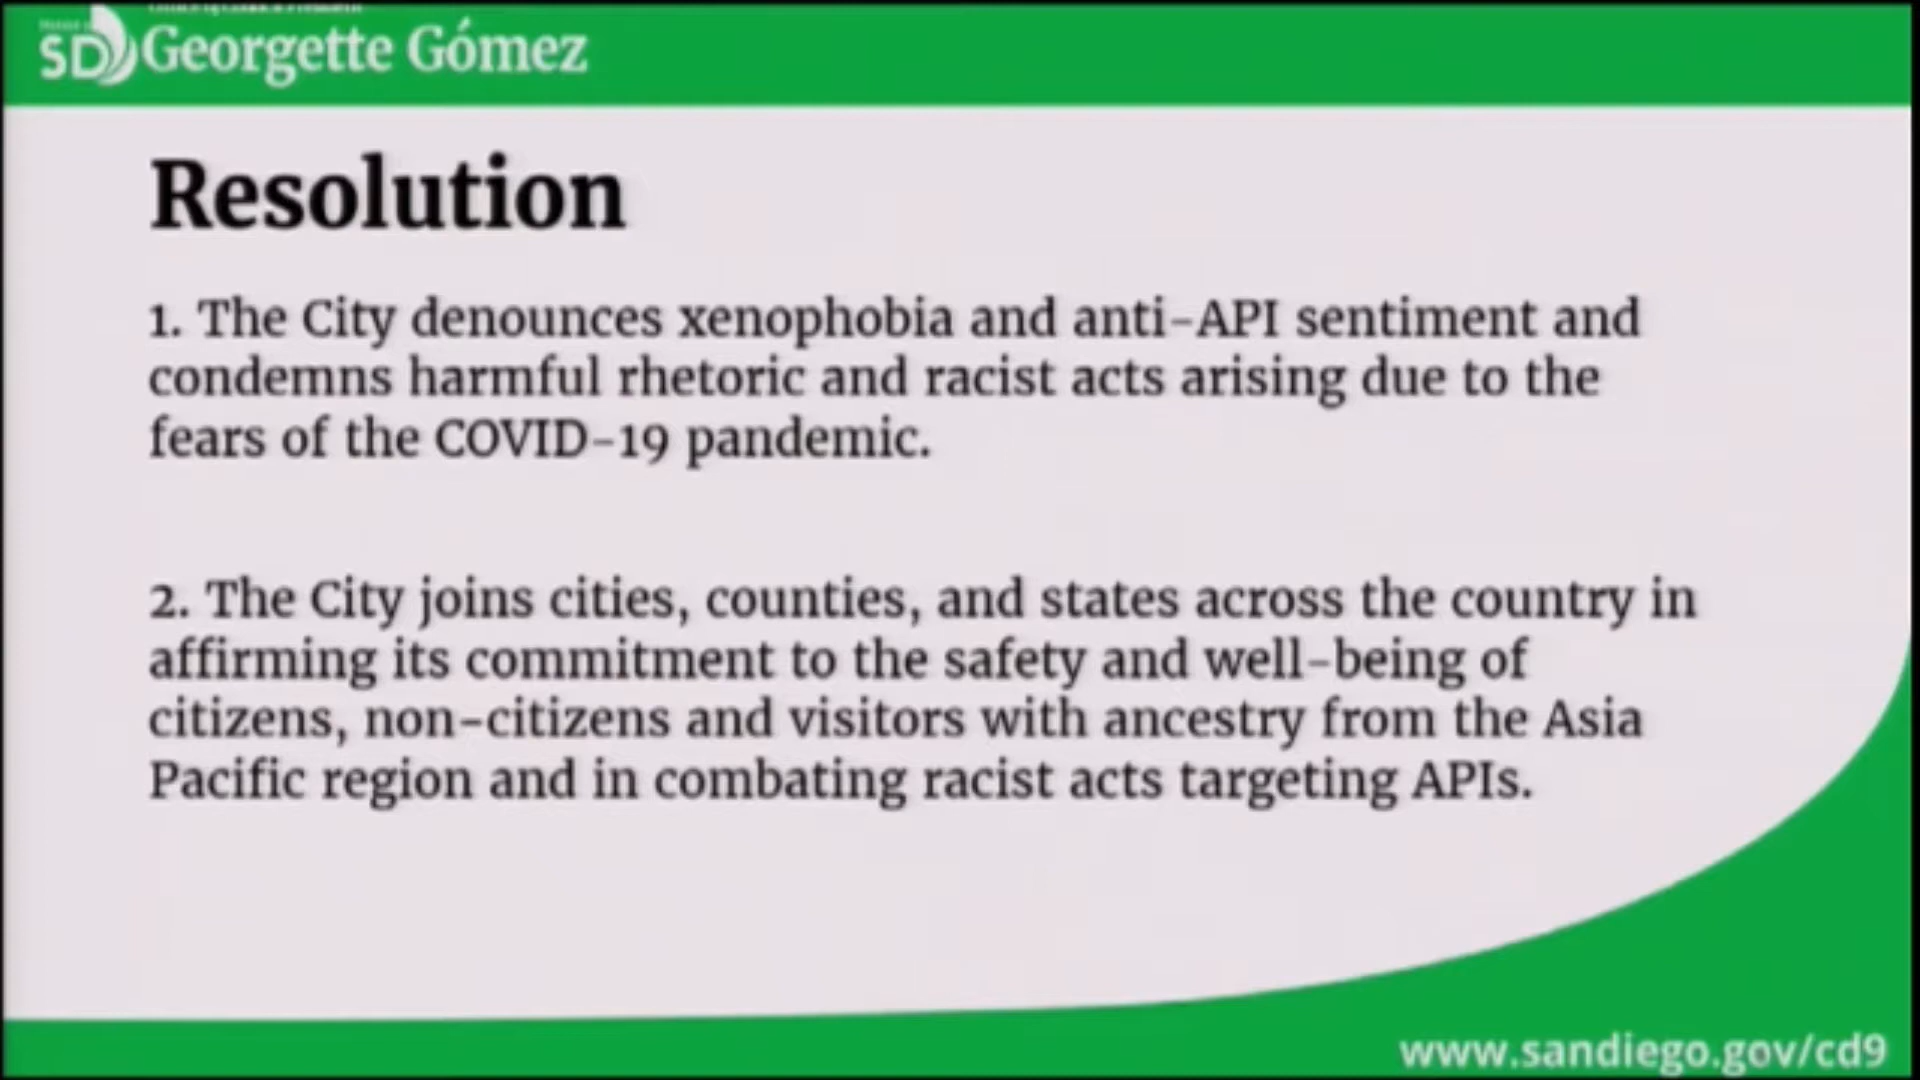 SD Georgette Gómez
Resolution
1. The City denounces xenophobia and anti-API sentiment and
condemns harmful rhetoric and racist acts arising due to the
fears of the COVID-19 pandemic.
2. The City joins cities, counties, and states across the country in
affirming its commitment to the safety and well-being of
citizens, non-citizens and visitors with ancestry from the Asia
Pacific region and in combating racist acts targeting APIs.
www.sandiego.gov/cd9